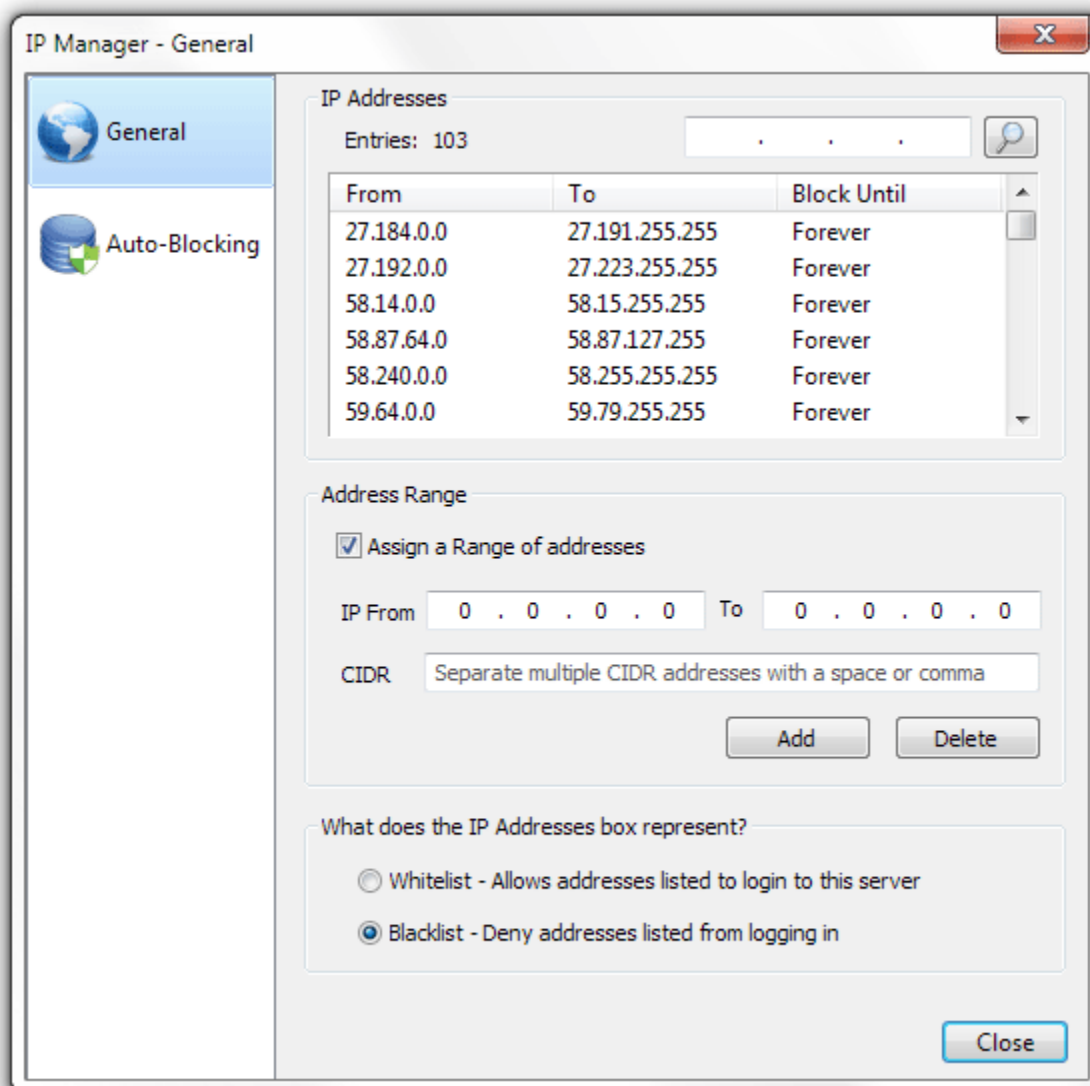 IP Manager - General
General
Auto-Blocking
IP Addresses
Entries: 103
. . .
From To Block Until
27.184.0.0 27.191.255.255 Forever
27.192.0.0 27.223.255.255 Forever
58.14.0.0 58.15.255.255 Forever
58.87.64.0 58.87.127.255 Forever
58.240.0.0 58.255.255.255 Forever
59.64.0.0 59.79.255.255 Forever
Address Range
Assign a Range of addresses
IP From 0 . 0 . 0 . 0 To 0 . 0 . 0 . 0
CIDR Separate multiple CIDR addresses with a space or comma
Add Delete
What does the IP Addresses box represent?
Whitelist - Allows addresses listed to login to this server
Blacklist - Deny addresses listed from logging in
Close